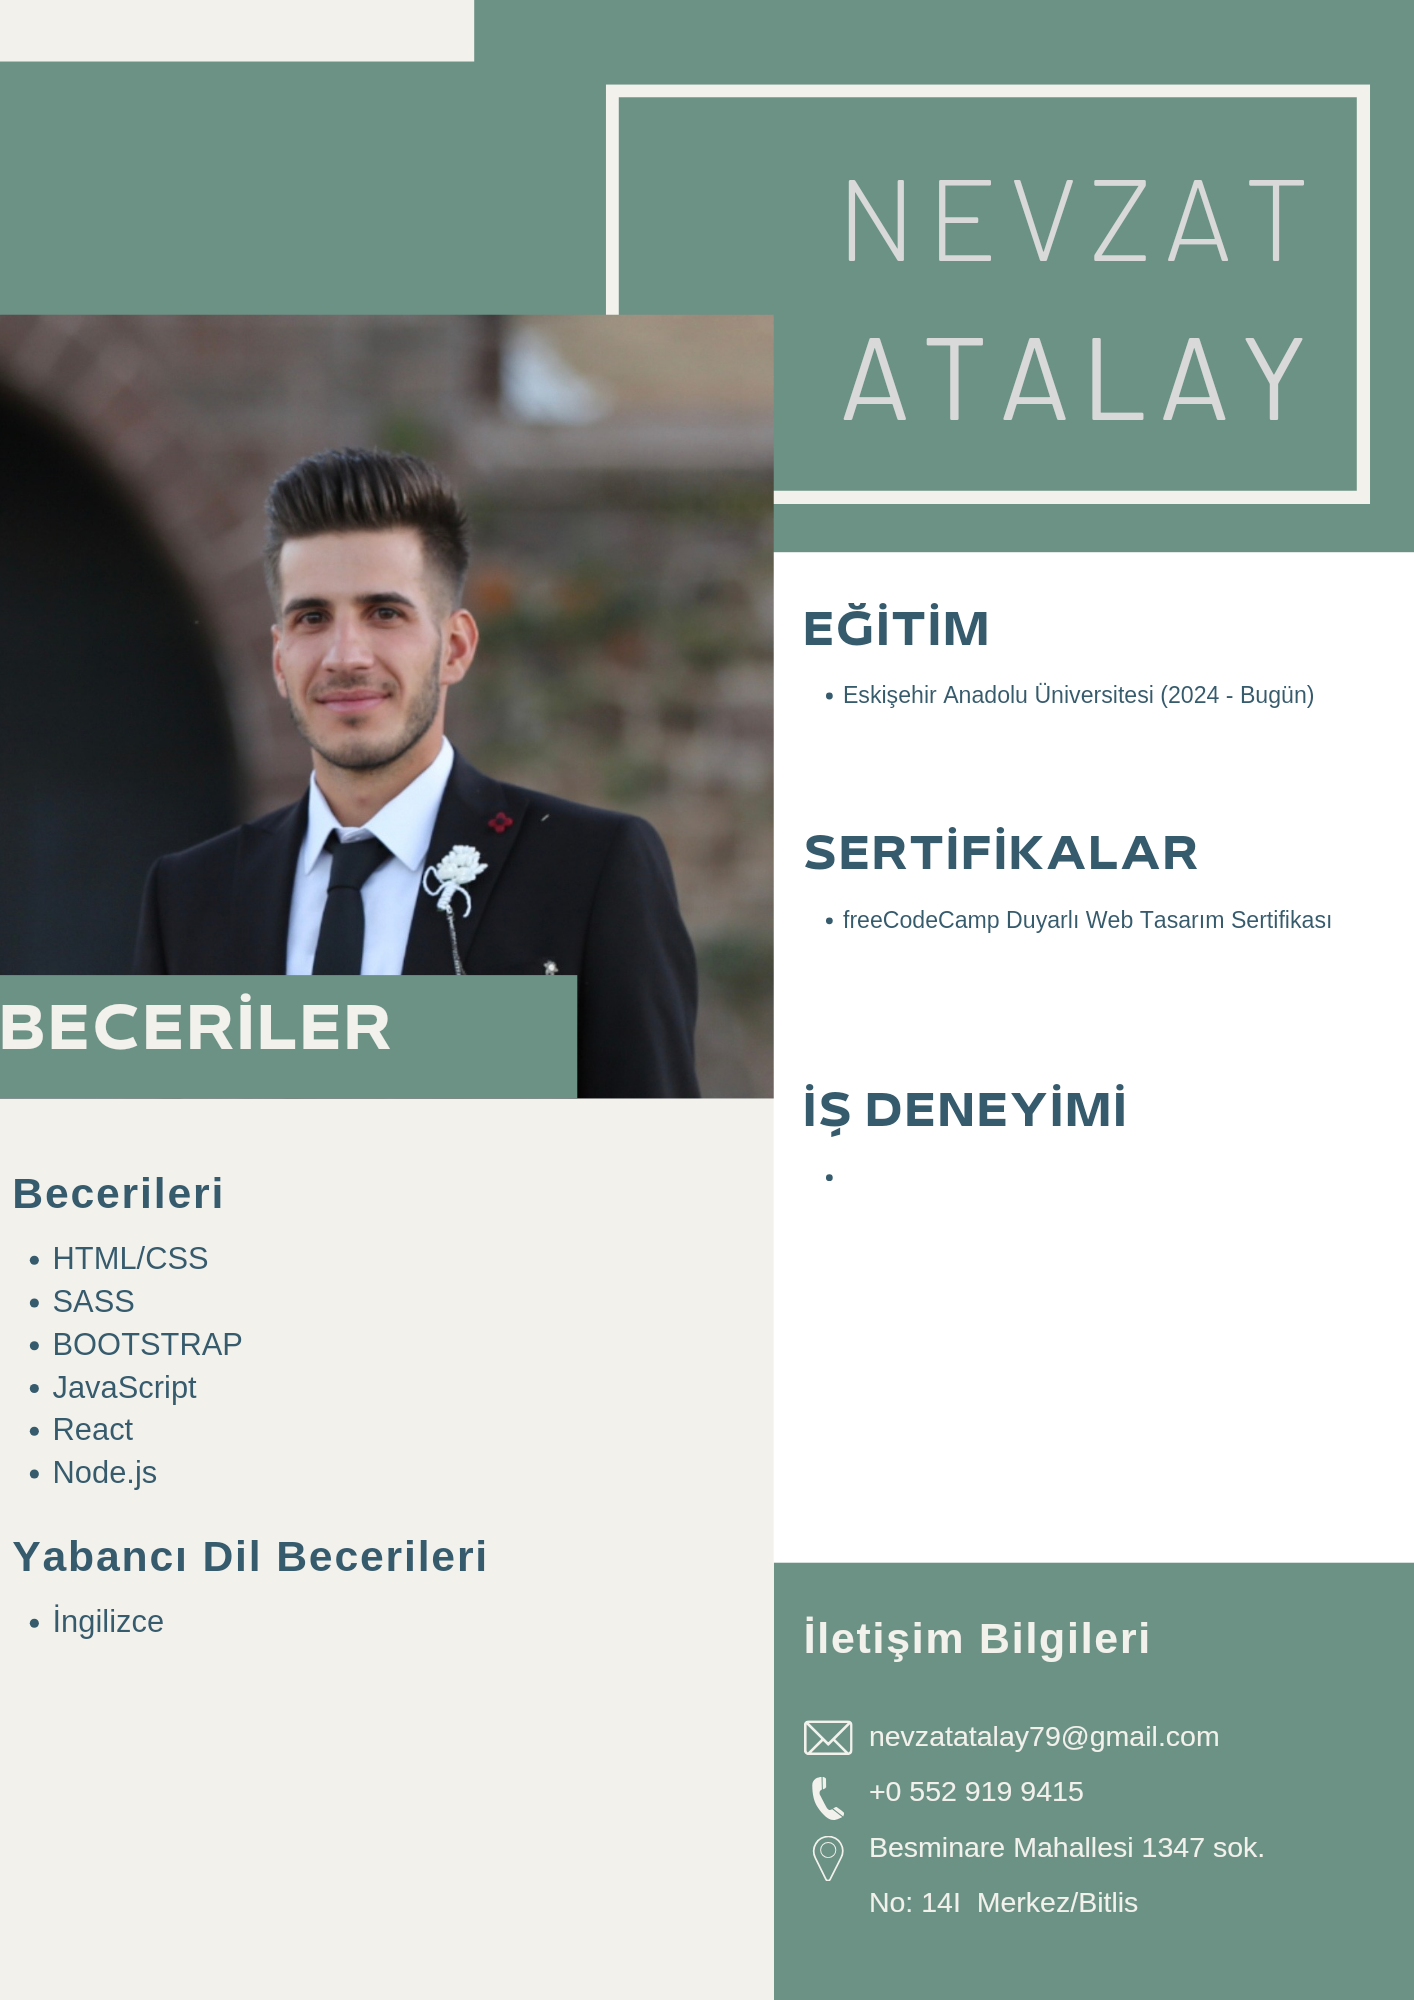 NEVZAT
ATALAY
EĞİTİM
• Eskişehir Anadolu Üniversitesi (2024 - Bugün)
SERTİFİKALAR
• freeCodeCamp Duyarlı Web Tasarım Sertifikası
İŞ DENEYİMİ
•
BECERİLER
Becerileri
• HTML/CSS
• SASS
• BOOTSTRAP
• JavaScript
• React
• Node.js
Yabancı Dil Becerileri
• İngilizce
İletişim Bilgileri
nevzatatalay79@gmail.com
+0 552 919 9415
Besminare Mahallesi 1347 sok.
No: 14I  Merkez/Bitlis